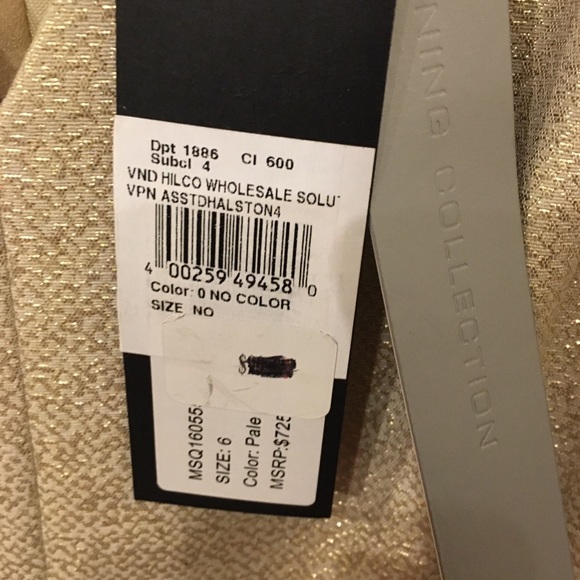 Dpt 1886 Cl 600
Subcl 4
VND HILCO WHOLESALE SOLU
VPN ASSTDHALSTON4
4 00259 49458 0
Color: 0 NO COLOR
SIZE NO
$
MSQ16055
SIZE: 6
Color: Pale
MSRP:$725
NING COLLECTION